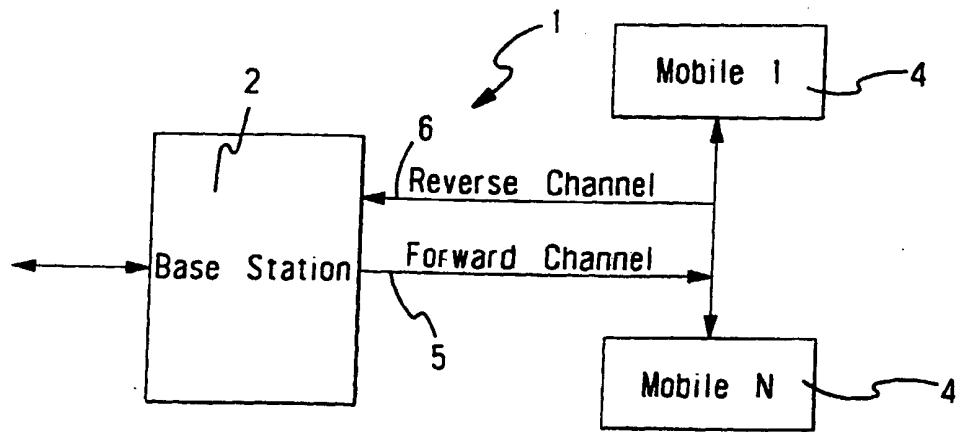 1
Mobile 1
4
2
6
Reverse Channel
Base Station
Forward Channel
5
Mobile N
4